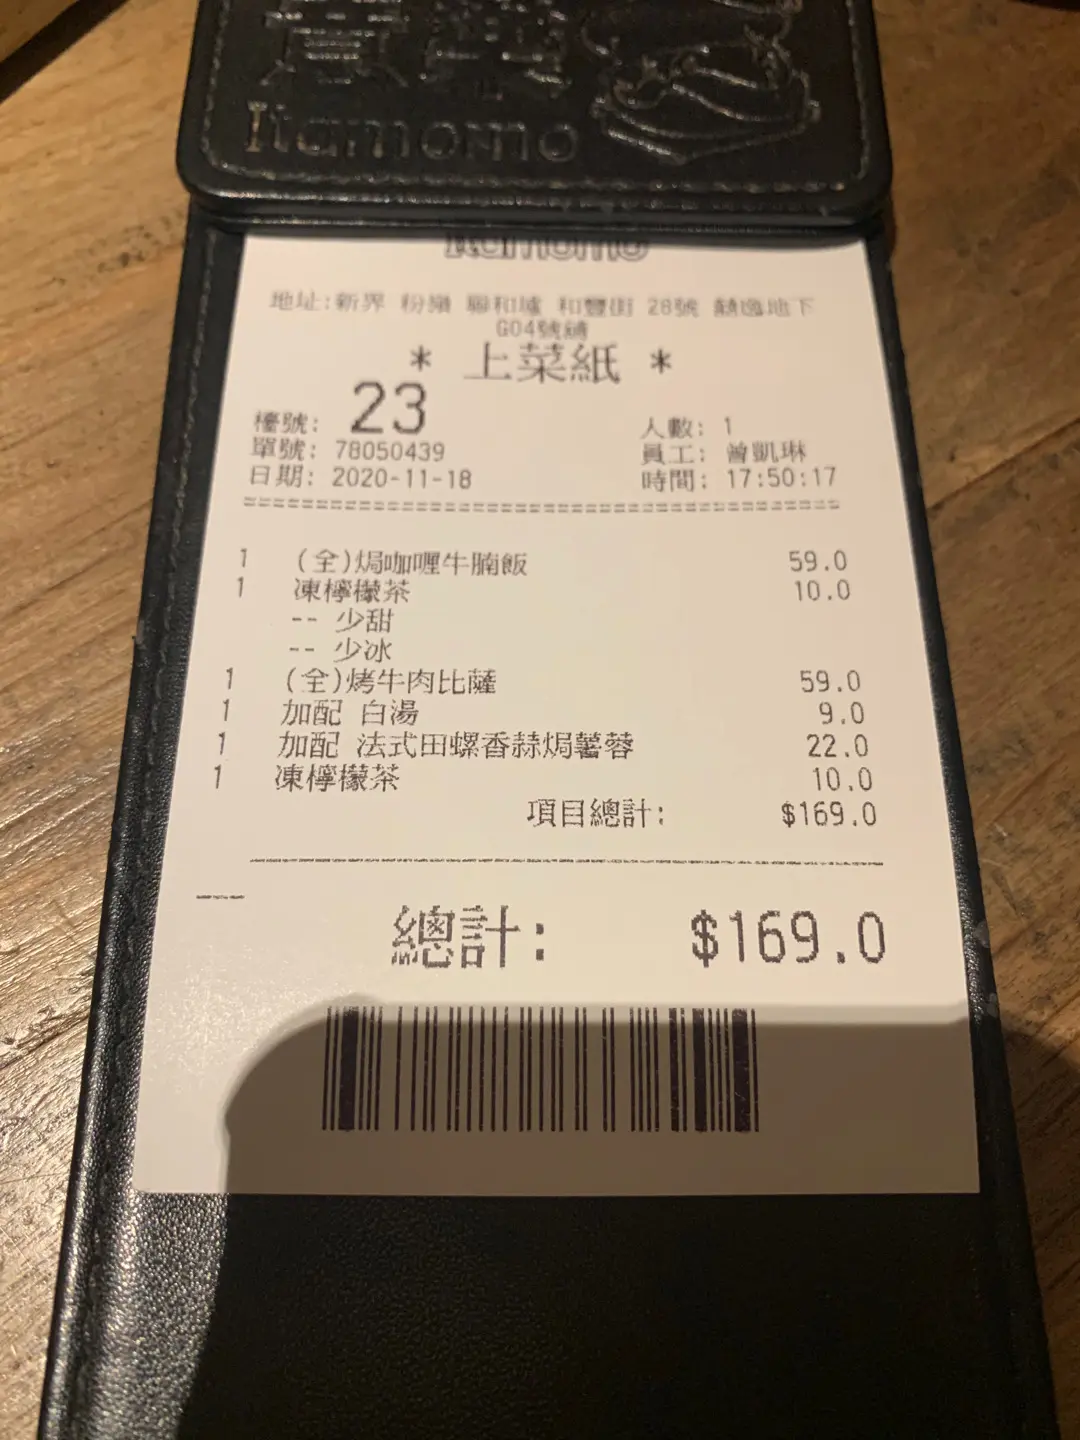 Itamomo
Itamomo
地址:新界 粉嶺 聯和墟 和豐街 28號 囍逸地下
G04號舖
* 上菜紙 *
檯號: 23
人數: 1
單號: 78050439
員工: 曾凱琳
日期: 2020-11-18
時間: 17:50:17
1 (全)焗咖喱牛腩飯 59.0
1 凍檸檬茶 10.0
-- 少甜
-- 少冰
1 (全)烤牛肉比薩 59.0
1 加配 白湯 9.0
1 加配 法式田螺香蒜焗薯蓉 22.0
1 凍檸檬茶 10.0
項目總計: $169.0
總計: $169.0